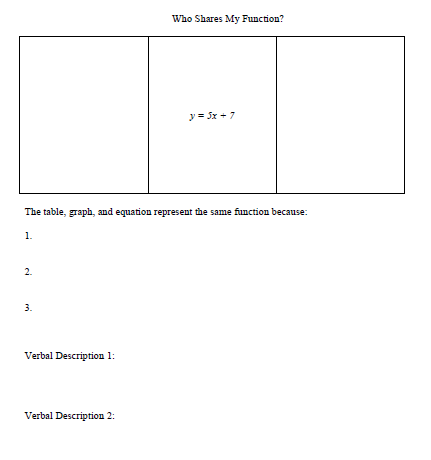 Who Shares My Function?
y = 5x + 7
The table, graph, and equation represent the same function because:
1.
2.
3.
Verbal Description 1:
Verbal Description 2: